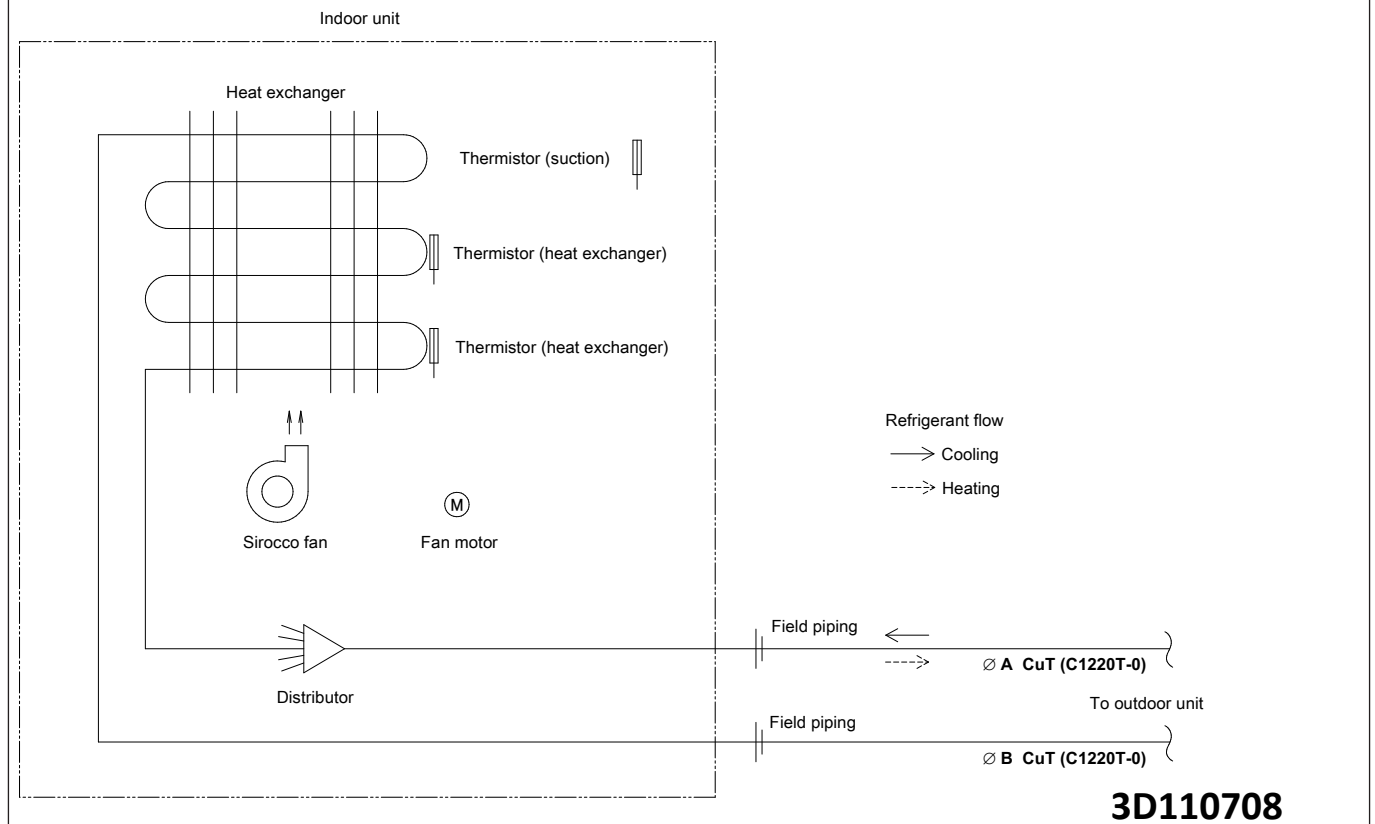 Indoor unit
Heat exchanger
Thermistor (suction)
Thermistor (heat exchanger)
Thermistor (heat exchanger)
Refrigerant flow
Cooling
Heating
M
Sirocco fan
Fan motor
Field piping
∅ A CuT (C1220T-0)
Distributor
To outdoor unit
Field piping
∅ B CuT (C1220T-0)
3D110708